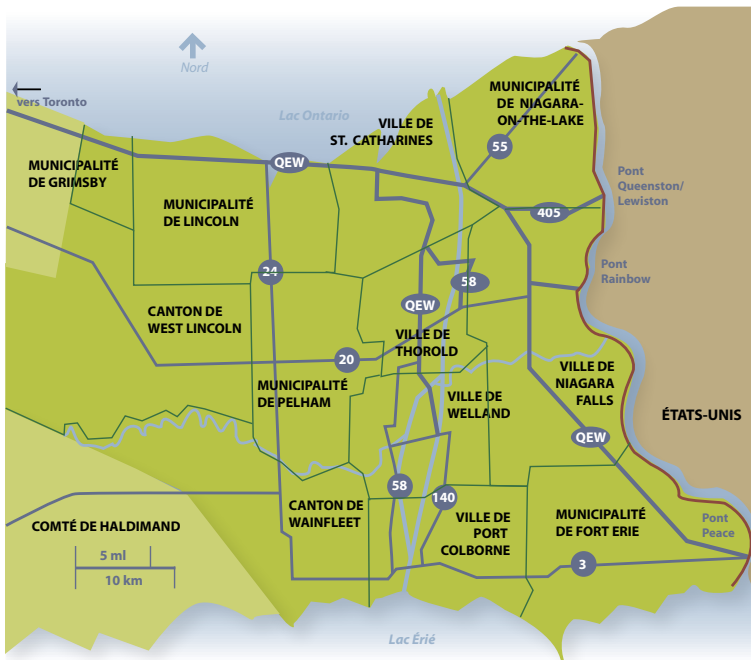 Nord
vers Toronto
Lac Ontario
MUNICIPALITÉ
DE NIAGARA-
ON-THE-LAKE
VILLE DE
ST. CATHARINES
55
QEW
MUNICIPALITÉ
DE GRIMSBY
Pont
Queenston/
Lewiston
MUNICIPALITÉ
DE LINCOLN
405
24
58
Pont
Rainbow
QEW
CANTON DE
WEST LINCOLN
VILLE DE
THOROLD
20
VILLE DE
NIAGARA
FALLS
MUNICIPALITÉ
DE PELHAM
VILLE DE
WELLAND
ÉTATS-UNIS
QEW
58
140
CANTON DE
WAINFLEET
VILLE DE
PORT
COLBORNE
MUNICIPALITÉ
DE FORT ERIE
Pont
Peace
COMTÉ DE HALDIMAND
5 ml
10 km
3
Lac Érié